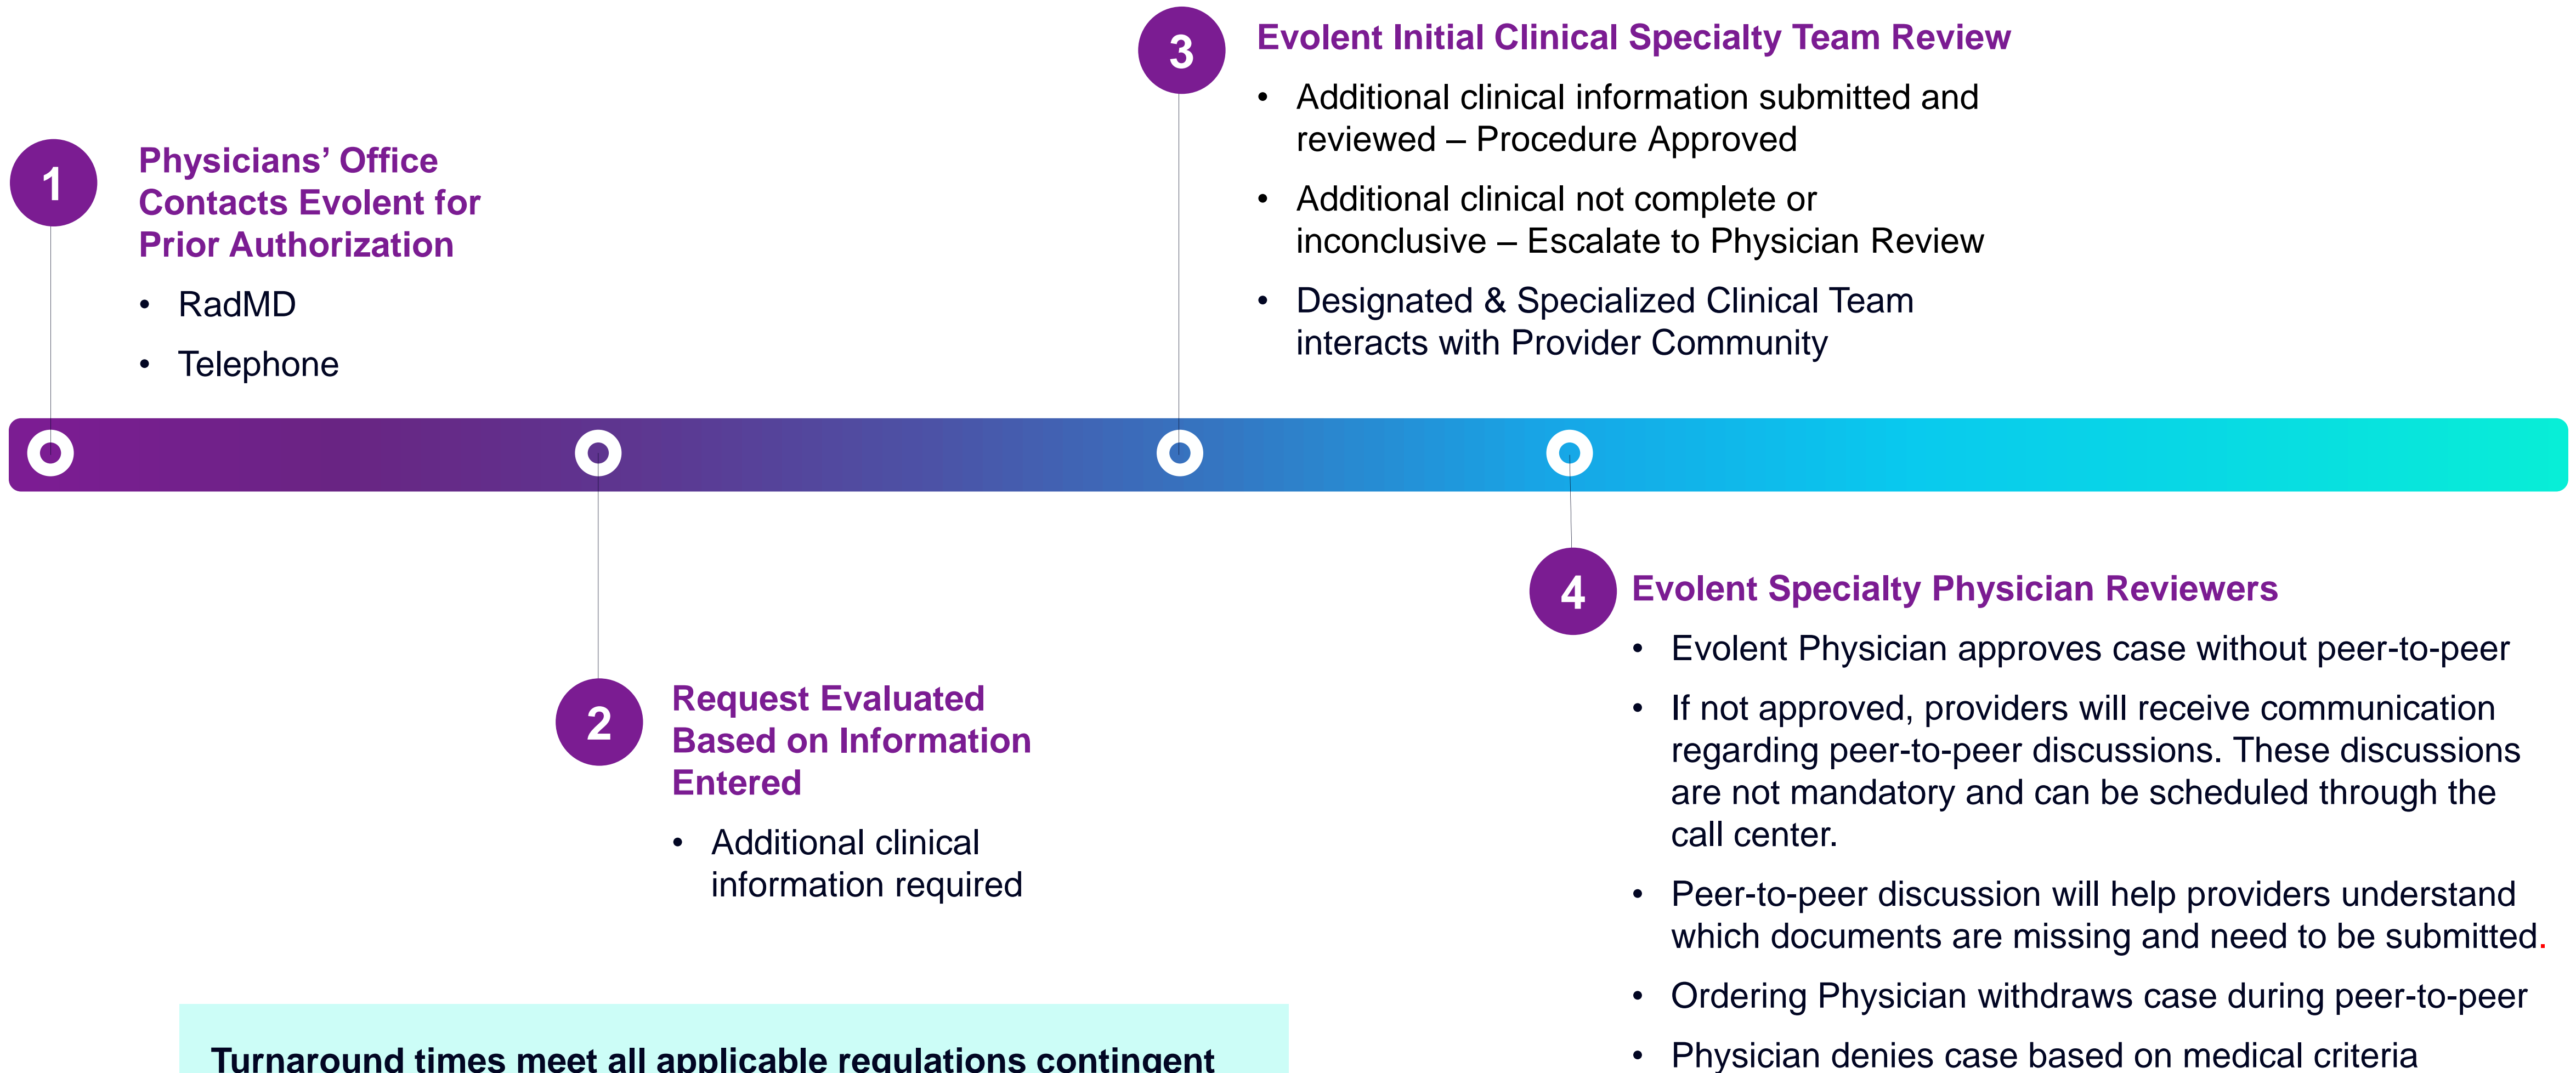 1
Physicians’ Office
Contacts Evolent for
Prior Authorization
• RadMD
• Telephone
2
Request Evaluated
Based on Information
Entered
• Additional clinical
information required
3
Evolent Initial Clinical Specialty Team Review
• Additional clinical information submitted and
reviewed – Procedure Approved
• Additional clinical not complete or
inconclusive – Escalate to Physician Review
• Designated & Specialized Clinical Team
interacts with Provider Community
4
Evolent Specialty Physician Reviewers
• Evolent Physician approves case without peer-to-peer
• If not approved, providers will receive communication
regarding peer-to-peer discussions. These discussions
are not mandatory and can be scheduled through the
call center.
• Peer-to-peer discussion will help providers understand
which documents are missing and need to be submitted.
• Ordering Physician withdraws case during peer-to-peer
• Physician denies case based on medical criteria
Turnaround times meet all applicable regulations contingent